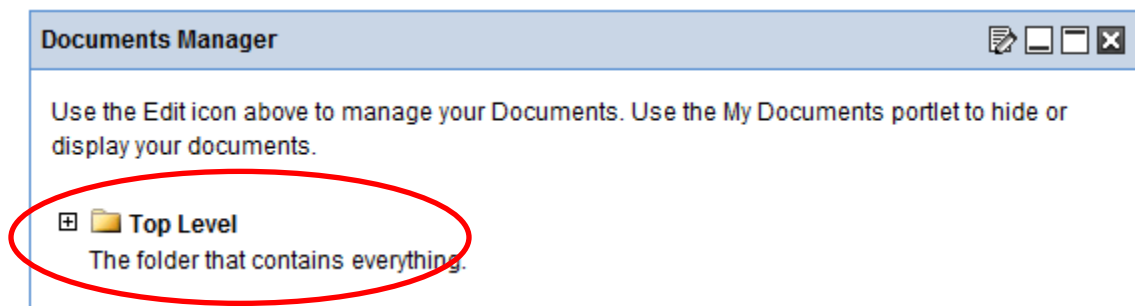 Documents Manager
Use the Edit icon above to manage your Documents. Use the My Documents portlet to hide or
display your documents.
Top Level
The folder that contains everything.